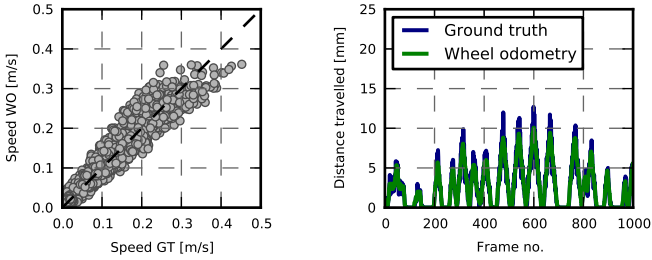 0.5
0.4
0.3
0.2
0.1
0.0
Speed WO [m/s]
0.0 0.1 0.2 0.3 0.4 0.5
Speed GT [m/s]
25
20
15
10
5
0
Distance travelled [mm]
Ground truth
Wheel odometry
0 200 400 600 800 1000
Frame no.